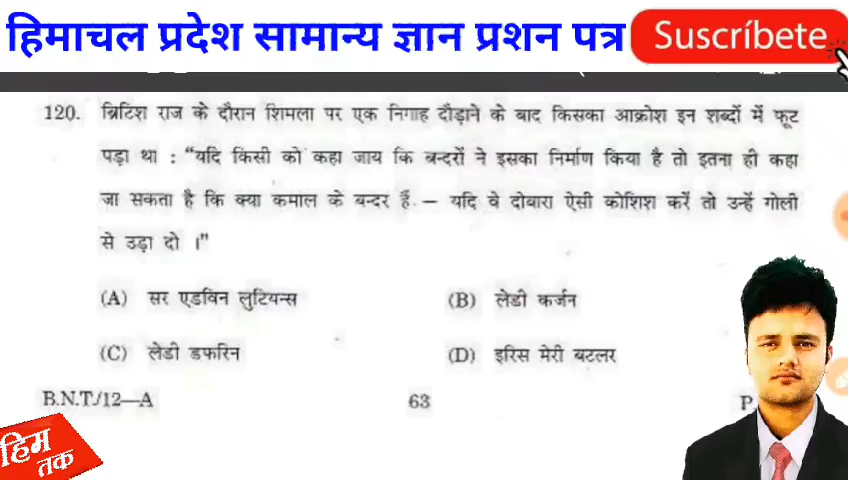 हिमाचल प्रदेश सामान्य ज्ञान प्रशन पत्र
Suscríbete
120. ब्रिटिश राज के दौरान शिमला पर एक निगाह दौड़ाने के बाद किसका आक्रोश इन शब्दों में फूट
पड़ा था : “यदि किसी को कहा जाय कि बन्दरों ने इसका निर्माण किया है तो इतना ही कहा
जा सकता है कि क्या कमाल के बन्दर हैं – यदि वे दोबारा ऐसी कोशिश करें तो उन्हें गोली
से उड़ा दो ।”
(A) सर एडविन लुटियन्स
(B) लेडी कर्जन
(C) लेडी डफरिन
(D) इरिस मेरी बटलर
B.N.T./12—A
63
P.
हिम
तक